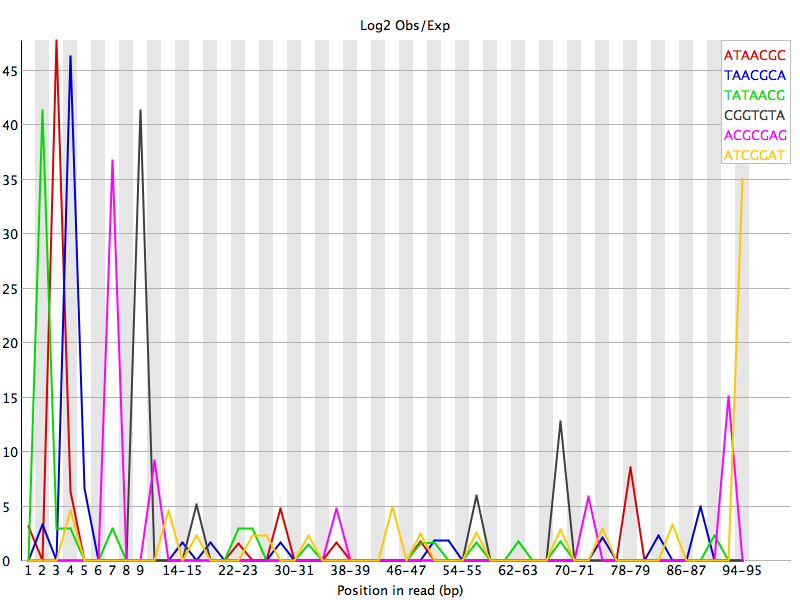 Log2 Obs/Exp
ATAACGC
TAACGCA
TATAACG
CGGTGTA
ACGCGAG
ATCGGAT
45
40
35
30
25
20
15
10
5
0
1 2 3 4 5 6 7 8 9 14-15 22-23 30-31 38-39 46-47 54-55 62-63 70-71 78-79 86-87 94-95
Position in read (bp)